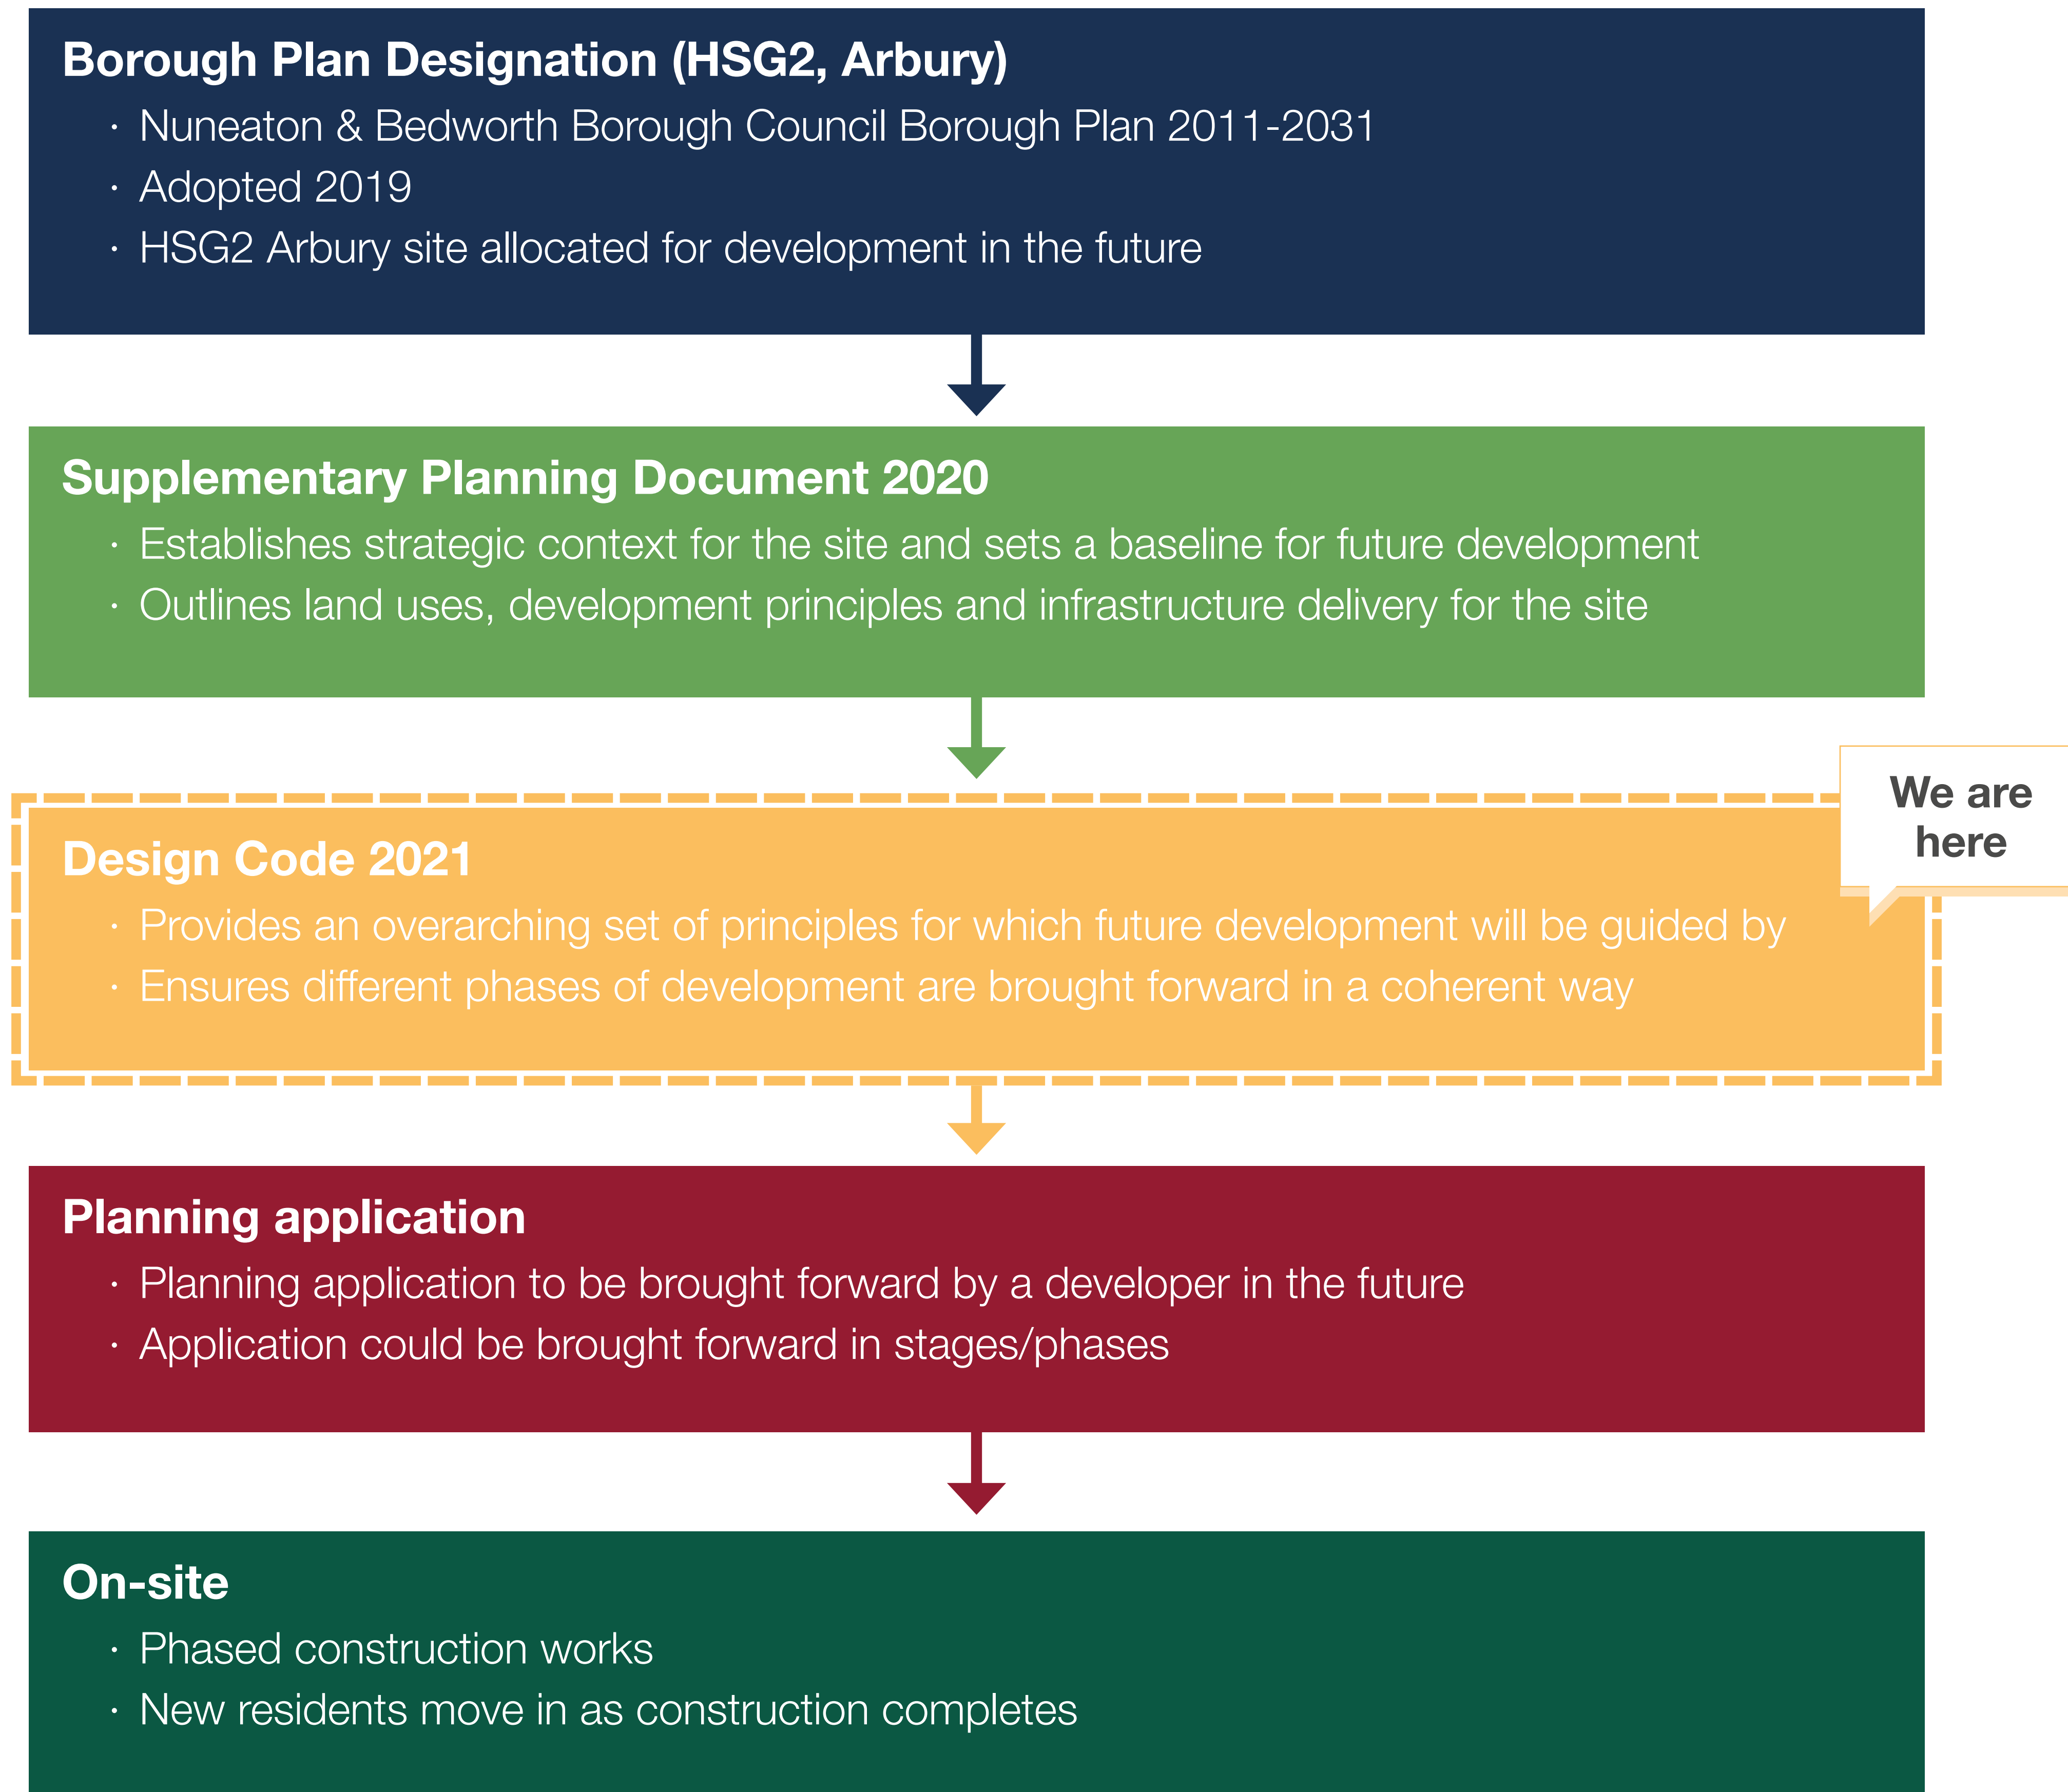 Borough Plan Designation (HSG2, Arbury)
· Nuneaton & Bedworth Borough Council Borough Plan 2011-2031
· Adopted 2019
· HSG2 Arbury site allocated for development in the future
Supplementary Planning Document 2020
· Establishes strategic context for the site and sets a baseline for future development
· Outlines land uses, development principles and infrastructure delivery for the site
We are
here
Design Code 2021
· Provides an overarching set of principles for which future development will be guided by
· Ensures different phases of development are brought forward in a coherent way
Planning application
· Planning application to be brought forward by a developer in the future
· Application could be brought forward in stages/phases
On-site
· Phased construction works
· New residents move in as construction completes